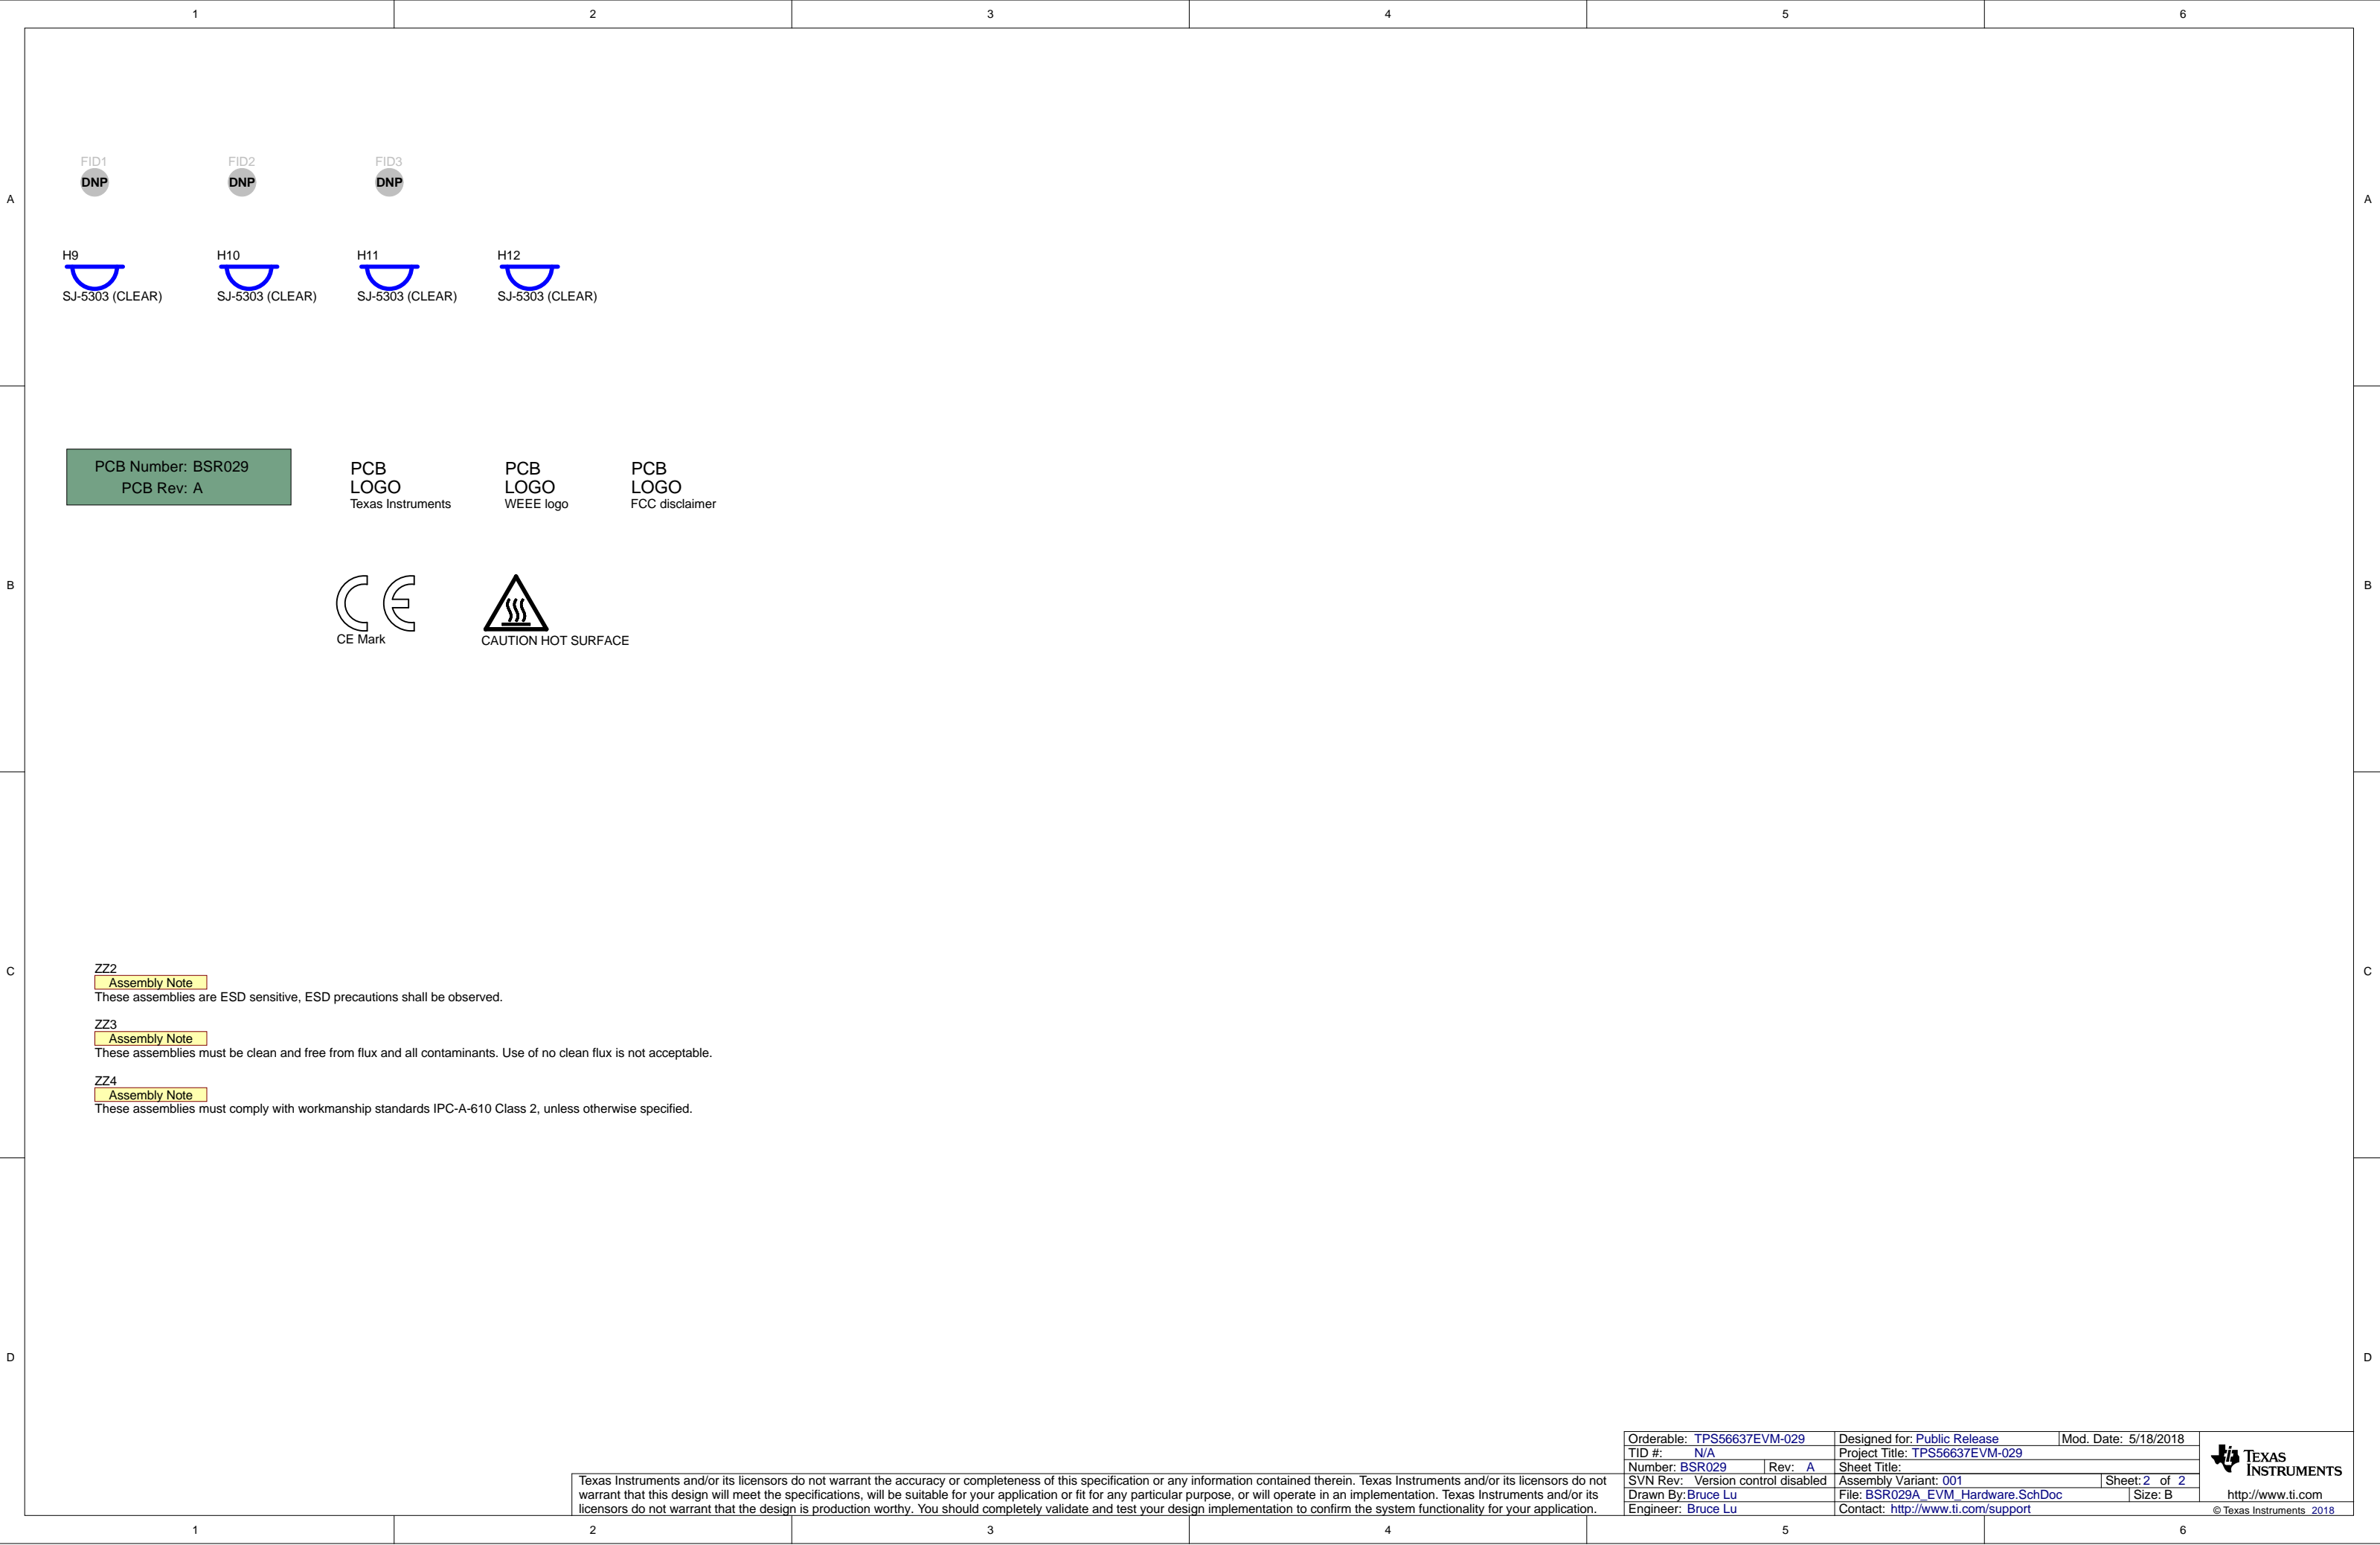 1 2 3 4 5 6
FID1 FID2 FID3
DNP DNP DNP
A A
H9 H10 H11 H12
SJ-5303 (CLEAR) SJ-5303 (CLEAR) SJ-5303 (CLEAR) SJ-5303 (CLEAR)
PCB Number: BSR029
PCB Rev: A
PCB
LOGO
Texas Instruments
PCB
LOGO
WEEE logo
PCB
LOGO
FCC disclaimer
B B
CE
CE Mark
CAUTION HOT SURFACE
C C
ZZ2
Assembly Note
These assemblies are ESD sensitive, ESD precautions shall be observed.
ZZ3
Assembly Note
These assemblies must be clean and free from flux and all contaminants. Use of no clean flux is not acceptable.
ZZ4
Assembly Note
These assemblies must comply with workmanship standards IPC-A-610 Class 2, unless otherwise specified.
D D
Texas Instruments and/or its licensors do not warrant the accuracy or completeness of this specification or any information contained therein. Texas Instruments and/or its licensors do not
warrant that this design will meet the specifications, will be suitable for your application or fit for any particular purpose, or will operate in an implementation. Texas Instruments and/or its
licensors do not warrant that the design is production worthy. You should completely validate and test your design implementation to confirm the system functionality for your application.
Orderable: TPS56637EVM-029 Designed for: Public Release Mod. Date: 5/18/2018
TID #: N/A Project Title: TPS56637EVM-029
Number: BSR029 Rev: A Sheet Title:
SVN Rev: Version control disabled Assembly Variant: 001 Sheet: 2 of 2
Drawn By: Bruce Lu File: BSR029A_EVM_Hardware.SchDoc Size: B
Engineer: Bruce Lu Contact: http://www.ti.com/support
TEXAS
INSTRUMENTS
http://www.ti.com
© Texas Instruments 2018
1 2 3 4 5 6